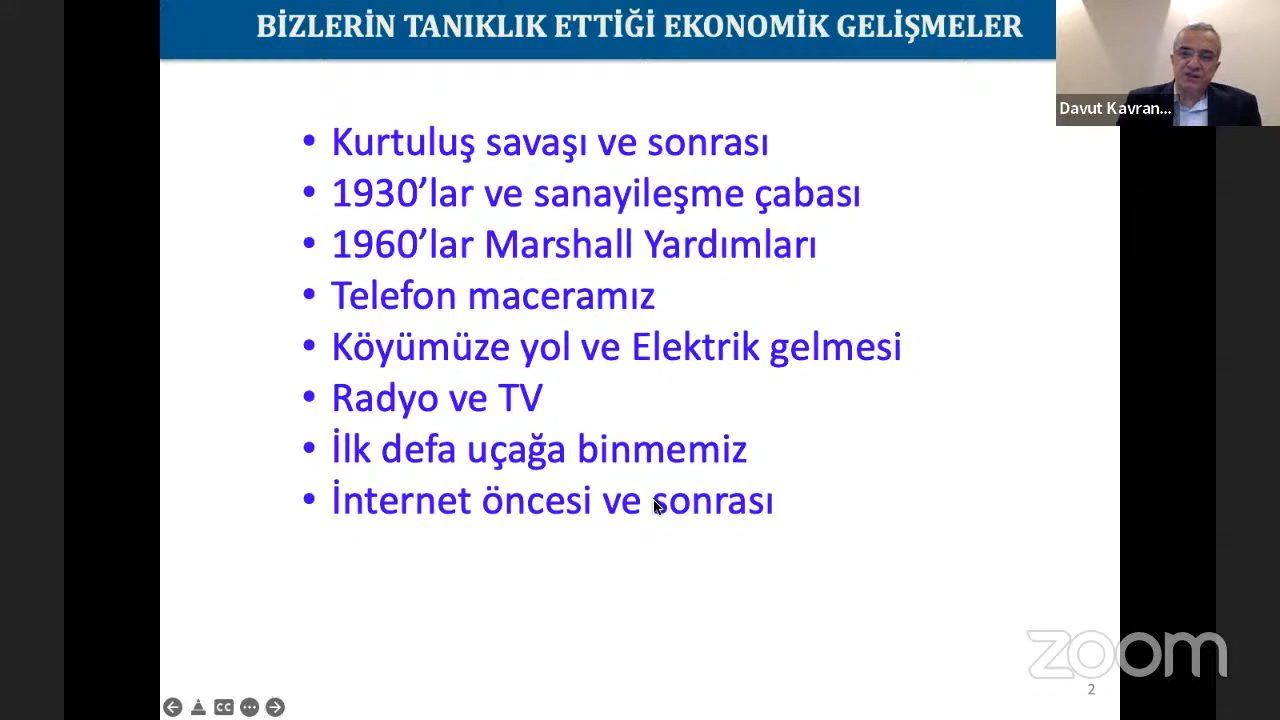 BİZLERİN TANIKLIK ETTİĞİ EKONOMİK GELİŞMELER
Davut Kavran...
• Kurtuluş savaşı ve sonrası
• 1930’lar ve sanayileşme çabası
• 1960’lar Marshall Yardımları
• Telefon maceramız
• Köyümüze yol ve Elektrik gelmesi
• Radyo ve TV
• İlk defa uçağa binmemiz
• İnternet öncesi ve sonrası
zoom
2
CC